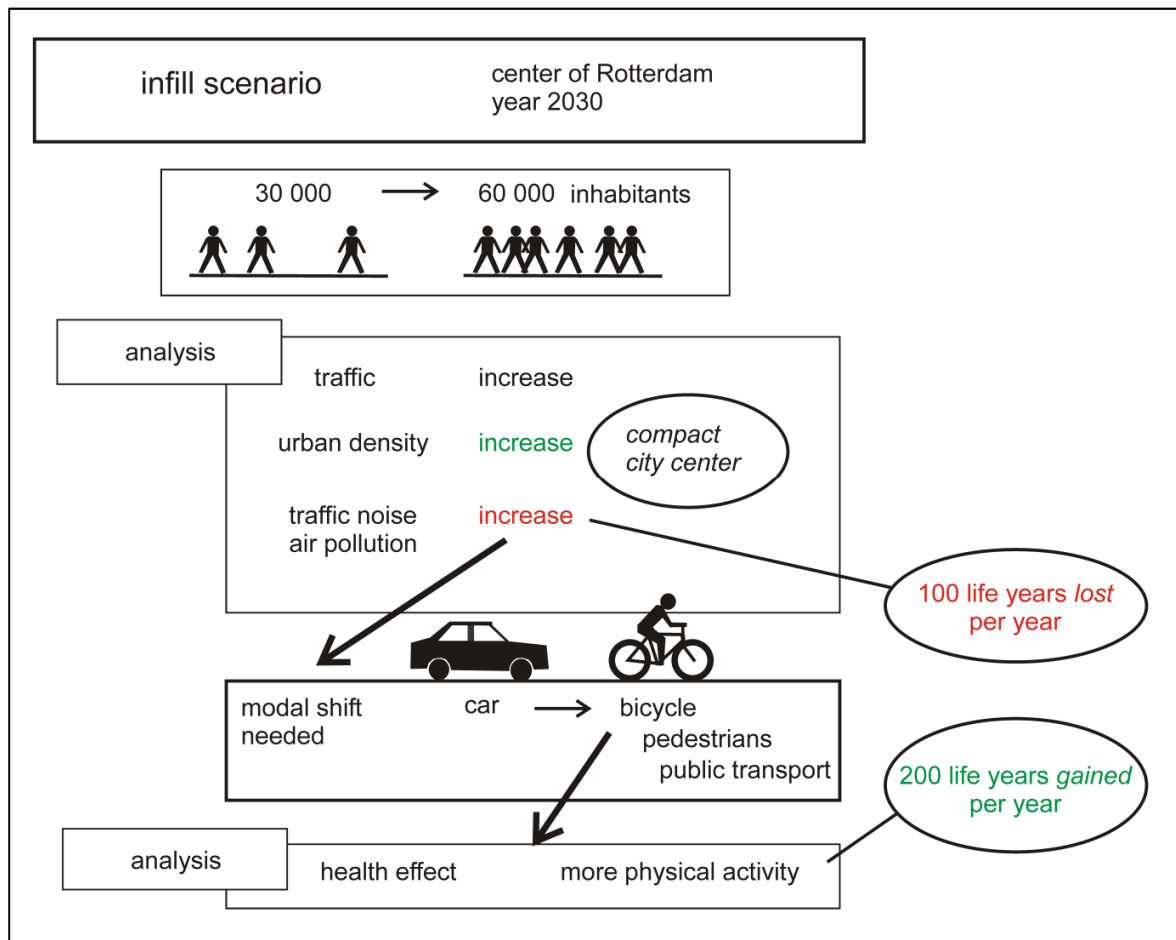 infill scenario
center of Rotterdam
year 2030
30 000 → 60 000 inhabitants
analysis
traffic increase
urban density increase
compact
city center
traffic noise
air pollution
increase
100 life years lost
per year
modal shift
needed
car → bicycle
pedestrians
public transport
200 life years gained
per year
analysis
health effect more physical activity